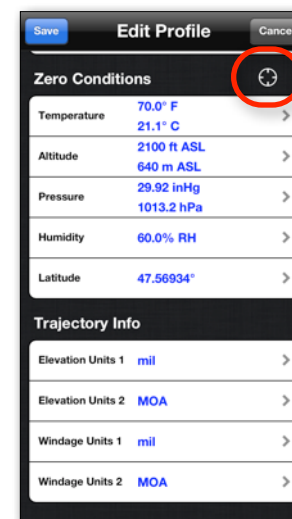 Save Edit Profile Cance
Zero Conditions
Temperature 70.0° F
21.1° C
Altitude 2100 ft ASL
640 m ASL
Pressure 29.92 inHg
1013.2 hPa
Humidity 60.0% RH
Latitude 47.56934°
Trajectory Info
Elevation Units 1 mil
Elevation Units 2 MOA
Windage Units 1 mil
Windage Units 2 MOA